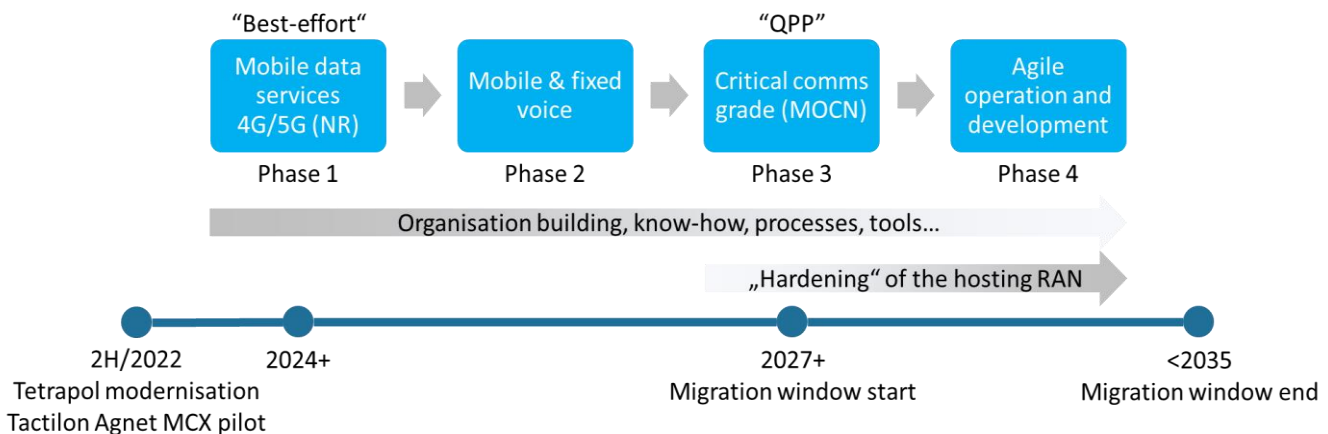 “Best-effort“
“QPP”
Mobile data
services
4G/5G (NR)
Mobile & fixed
voice
Critical comms
grade (MOCN)
Agile
operation and
development
Phase 1
Phase 2
Phase 3
Phase 4
Organisation building, know-how, processes, tools...
„Hardening“ of the hosting RAN
2H/2022
Tetrapol modernisation
Tactilon Agnet MCX pilot
2024+
2027+
Migration window start
<2035
Migration window end